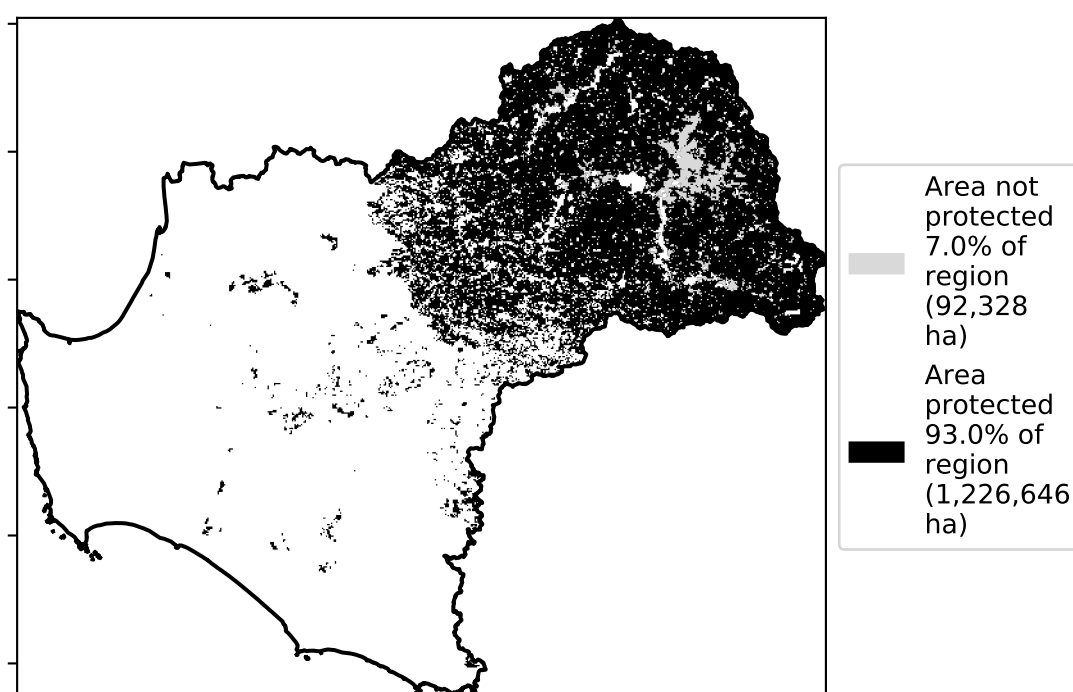 Area not
protected
7.0% of
region
(92,328
ha)
Area
protected
93.0% of
region
(1,226,646
ha)